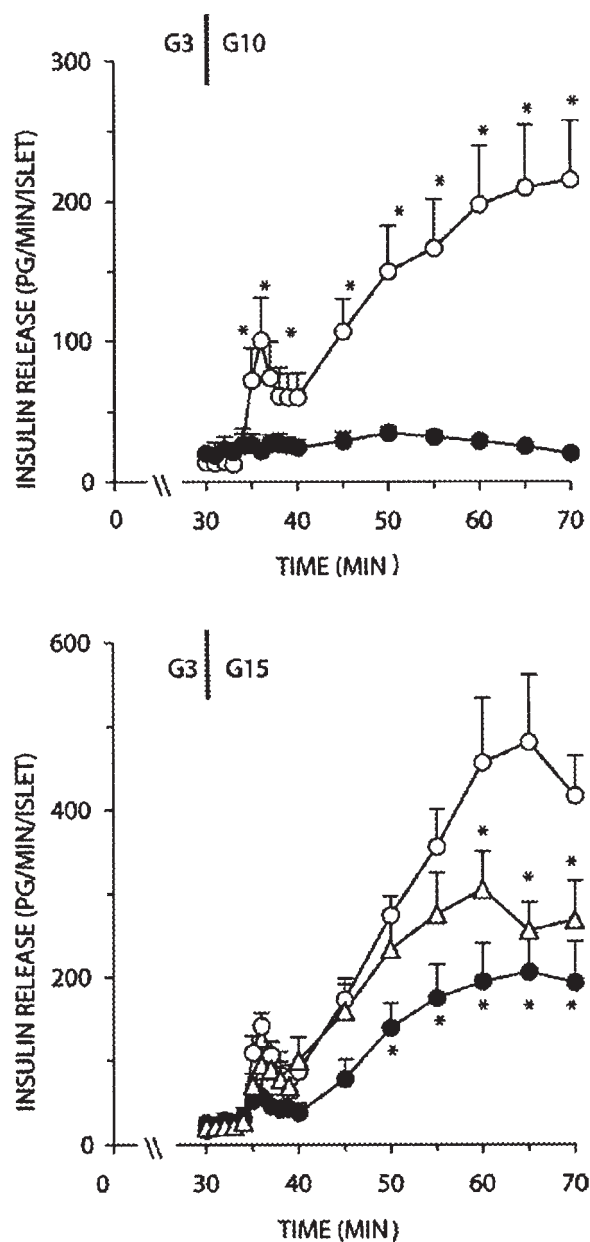 G3 G10
300
200
100
0
INSULIN RELEASE (PG/MIN/ISLET)
* * * * * * * * *
0 // 30 40 50 60 70
TIME (MIN)
G3 G15
600
400
200
0
INSULIN RELEASE (PG/MIN/ISLET)
* * *
* * * * *
0 // 30 40 50 60 70
TIME (MIN)